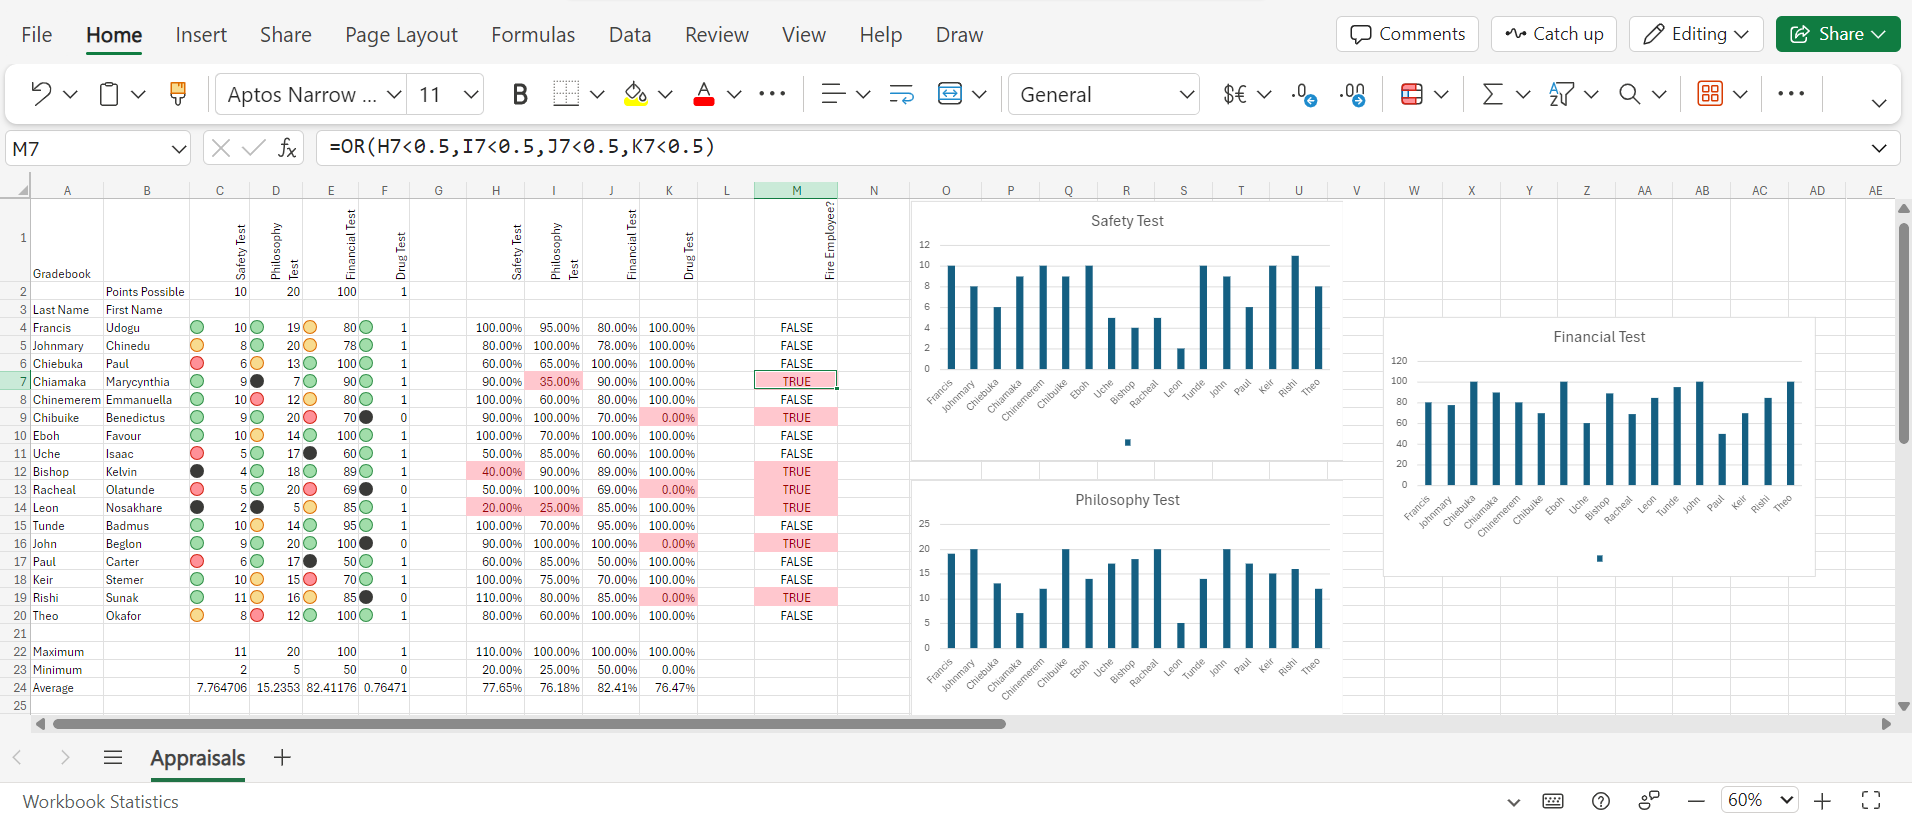 File Home Insert Share Page Layout Formulas Data Review View Help Draw Comments Catch up Editing Share
Aptos Narrow ... 11 B A General $€ .0 .00
M7 fx =OR(H7<0.5,I7<0.5,J7<0.5,K7<0.5)
A B C D E F G H I J K L M N O P Q R S T U V W X Y Z AA AB AC AD AE
1 Gradebook Safety Test Philosophy Test Financial Test Drug Test Safety Test Philosophy Test Financial Test Drug Test Fire Employee?
2 Points Possible 10 20 100 1
3 Last Name First Name
4 Francis Udogu 10 19 80 1 100.00% 95.00% 80.00% 100.00% FALSE
5 Johnmary Chinedu 8 20 78 1 80.00% 100.00% 78.00% 100.00% FALSE
6 Chiebuka Paul 6 13 100 1 60.00% 65.00% 100.00% 100.00% FALSE
7 Chiamaka Marycynthia 9 7 90 1 90.00% 35.00% 90.00% 100.00% TRUE
8 Chinemerem Emmanuella 10 12 80 1 100.00% 60.00% 80.00% 100.00% FALSE
9 Chibuike Benedictus 9 20 70 0 90.00% 100.00% 70.00% 0.00% TRUE
10 Eboh Favour 10 14 100 1 100.00% 70.00% 100.00% 100.00% FALSE
11 Uche Isaac 5 17 60 1 50.00% 85.00% 60.00% 100.00% FALSE
12 Bishop Kelvin 4 18 89 1 40.00% 90.00% 89.00% 100.00% TRUE
13 Racheal Olatunde 5 20 69 0 50.00% 100.00% 69.00% 0.00% TRUE
14 Leon Nosakhare 2 5 85 1 20.00% 25.00% 85.00% 100.00% TRUE
15 Tunde Badmus 10 14 95 1 100.00% 70.00% 95.00% 100.00% FALSE
16 John Beglon 9 20 100 0 90.00% 100.00% 100.00% 0.00% TRUE
17 Paul Carter 6 17 50 1 60.00% 85.00% 50.00% 100.00% FALSE
18 Keir Stemer 10 15 70 1 100.00% 75.00% 70.00% 100.00% FALSE
19 Rishi Sunak 11 16 85 0 110.00% 80.00% 85.00% 0.00% TRUE
20 Theo Okafor 8 12 100 1 80.00% 60.00% 100.00% 100.00% FALSE
21
22 Maximum 11 20 100 1 110.00% 100.00% 100.00% 100.00%
23 Minimum 2 5 50 0 20.00% 25.00% 50.00% 0.00%
24 Average 7.764706 15.2353 82.41176 0.76471 77.65% 76.18% 82.41% 76.47%
25
Safety Test
12
10
8
6
4
2
0
Francis Johnmary Chiebuka Chiamaka Chinemerem Chibuike Eboh Uche Bishop Racheal Leon Tunde John Paul Keir Rishi Theo
Philosophy Test
25
20
15
10
5
0
Francis Johnmary Chiebuka Chiamaka Chinemerem Chibuike Eboh Uche Bishop Racheal Leon Tunde John Paul Keir Rishi Theo
Financial Test
120
100
80
60
40
20
0
Francis Johnmary Chiebuka Chiamaka Chinemerem Chibuike Eboh Uche Bishop Racheal Leon Tunde John Paul Keir Rishi Theo
Appraisals
Workbook Statistics 60%